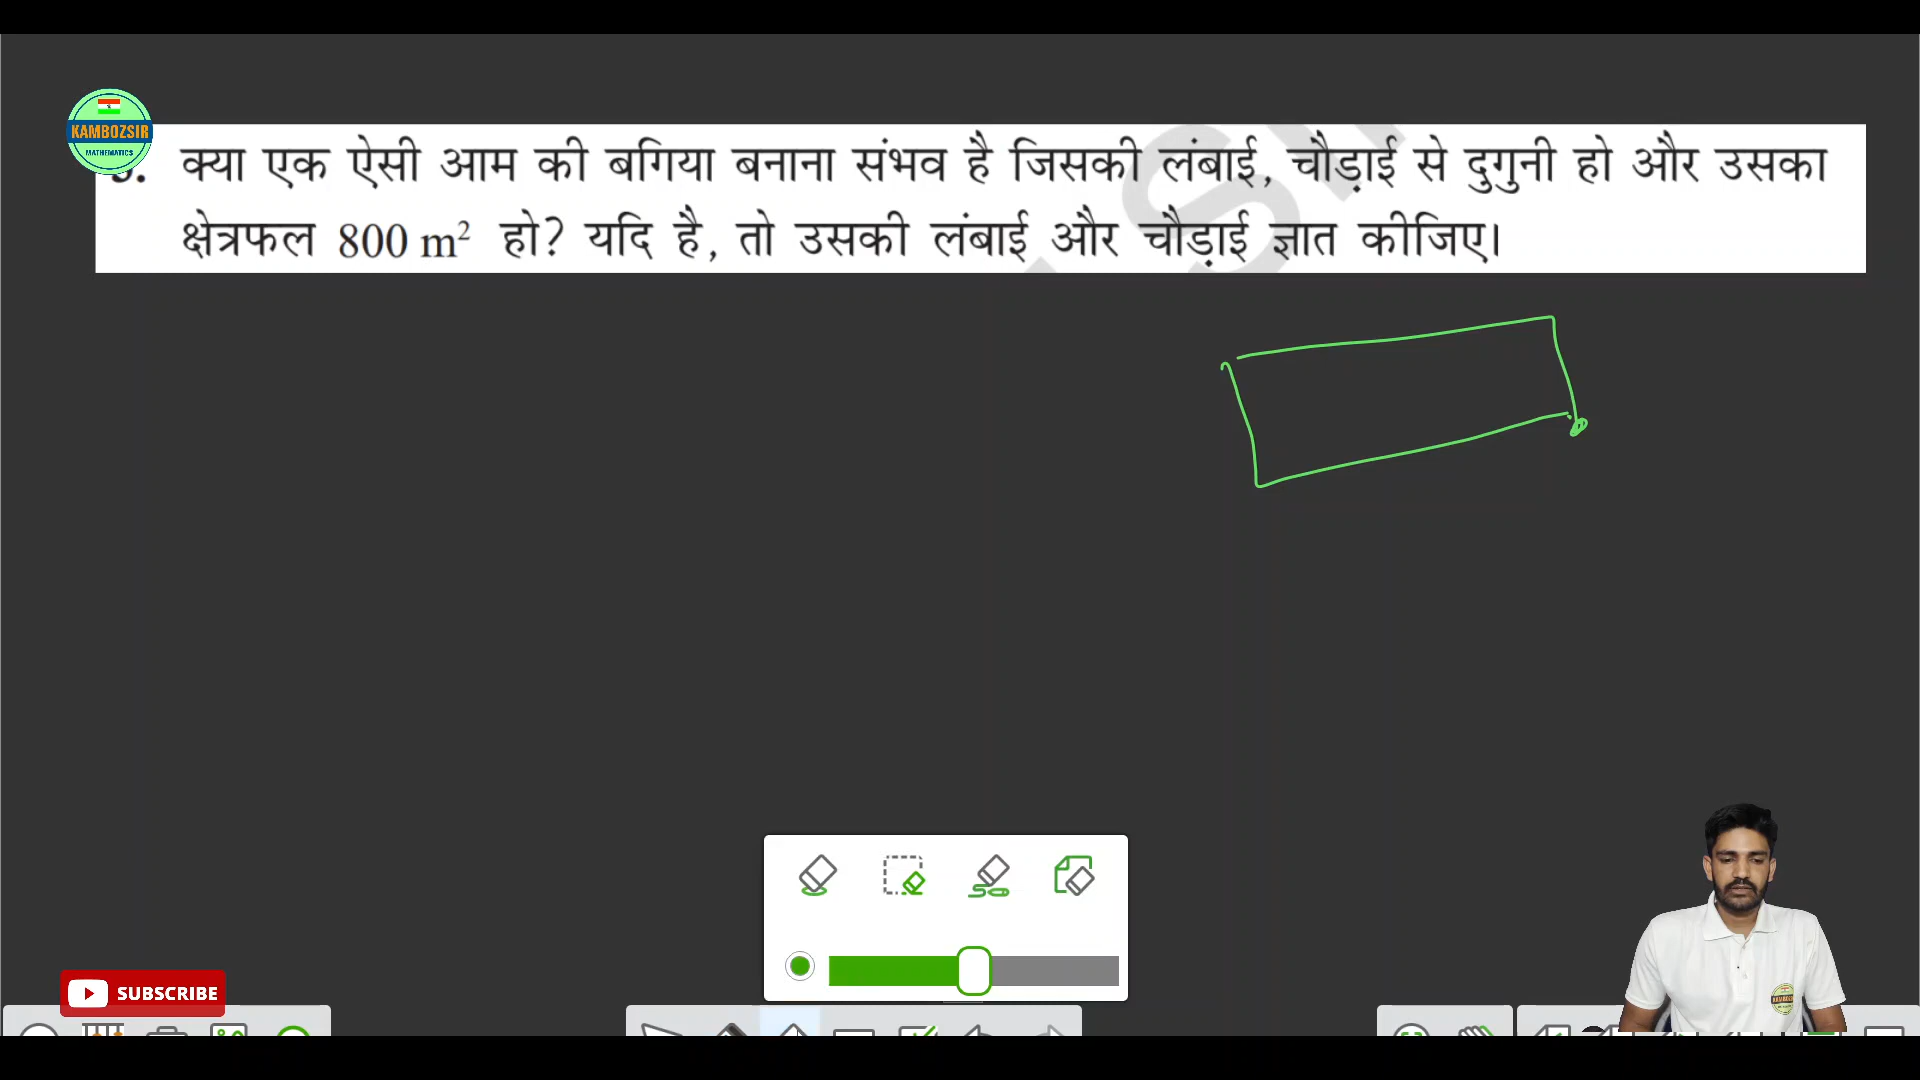 KAMBOZSIR
MATHEMATICS
क्या एक ऐसी आम की बगिया बनाना संभव है जिसकी लंबाई, चौड़ाई से दुगुनी हो और उसका
क्षेत्रफल 800 m² हो? यदि है, तो उसकी लंबाई और चौड़ाई ज्ञात कीजिए।
SUBSCRIBE